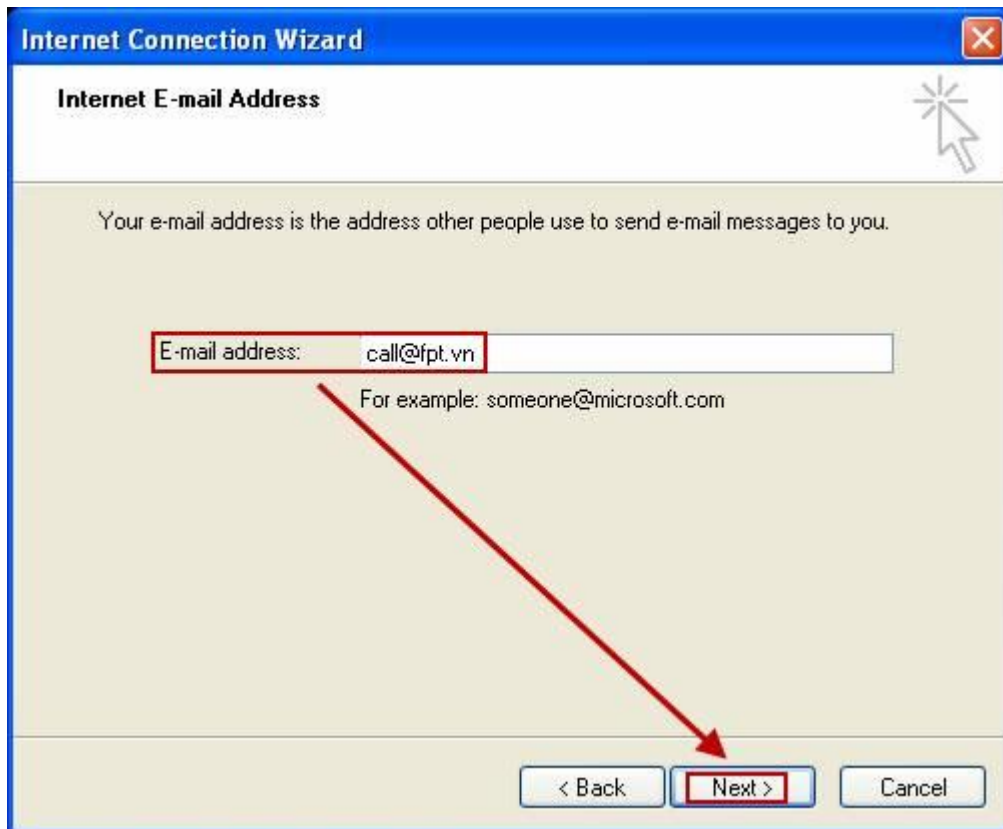 Internet Connection Wizard
Internet E-mail Address
Your e-mail address is the address other people use to send e-mail messages to you.
E-mail address: call@fpt.vn
For example: someone@microsoft.com
< Back Next > Cancel